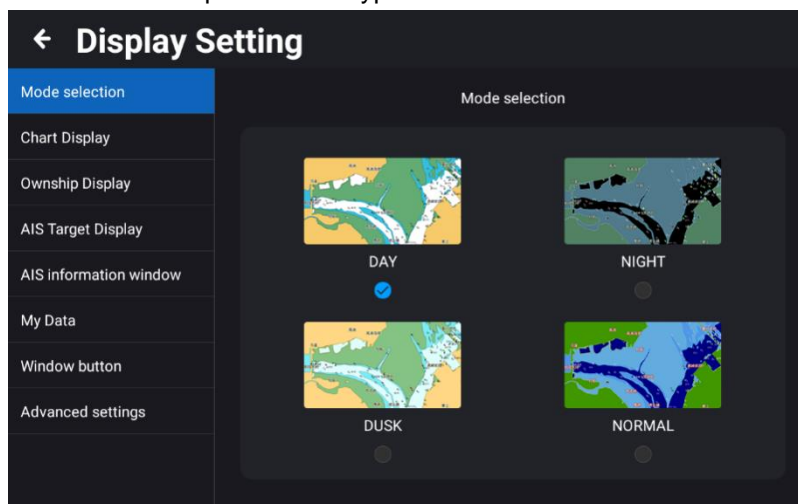 Display Setting
Mode selection
Chart Display
Ownship Display
AIS Target Display
AIS information window
My Data
Window button
Advanced settings
Mode selection
DAY
NIGHT
DUSK
NORMAL